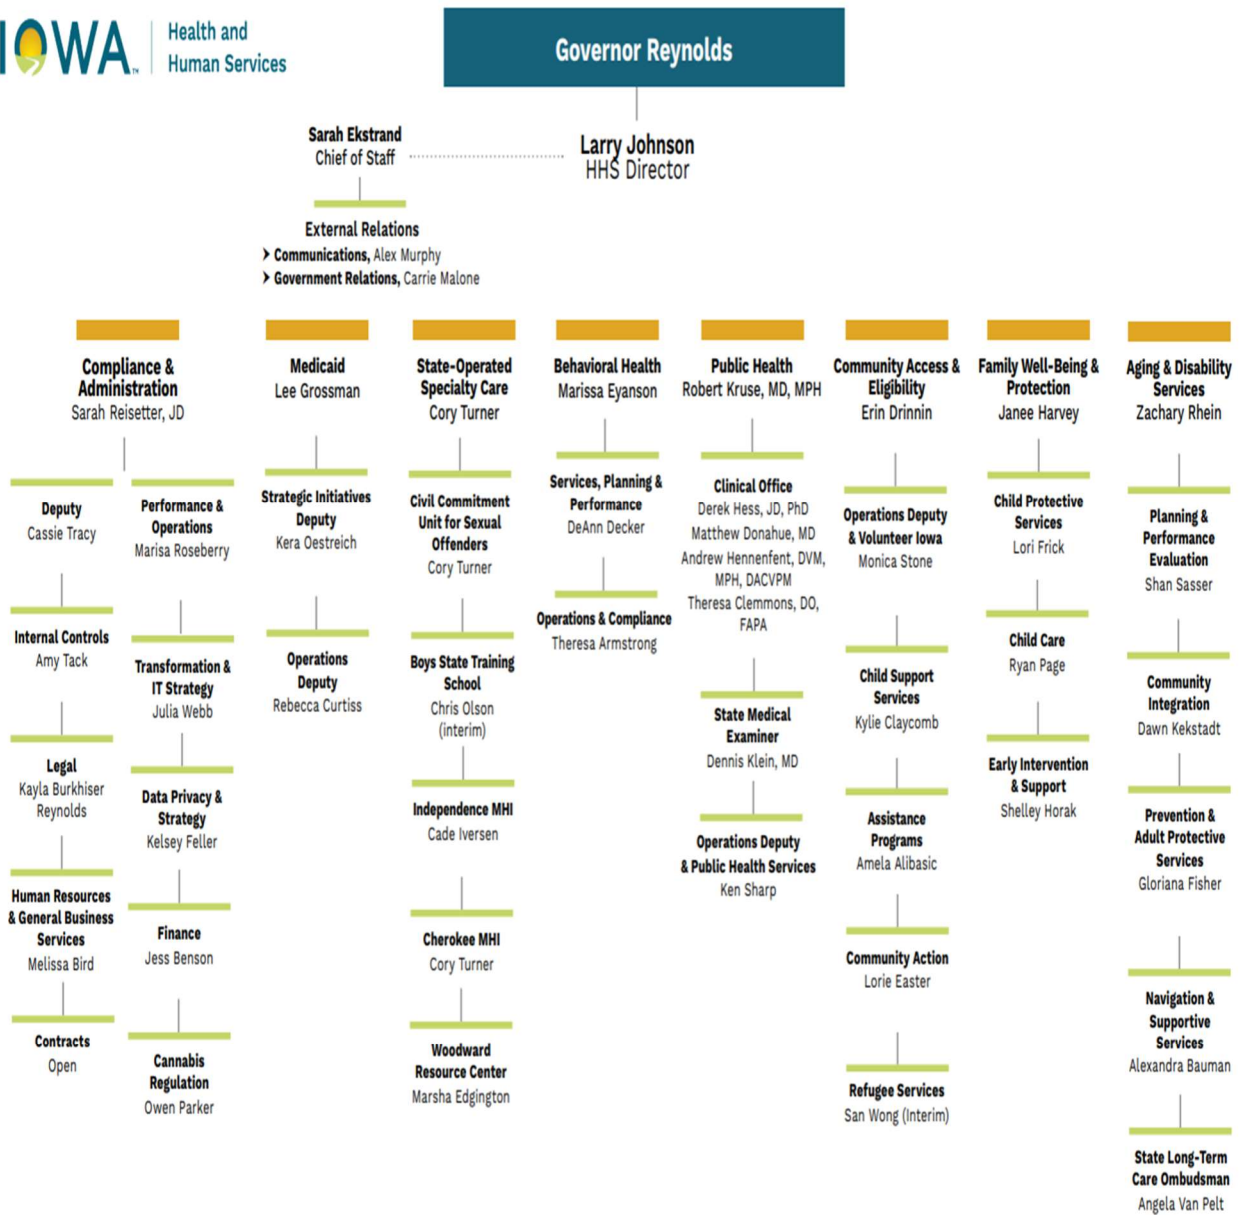 IOWA™
Health and
Human Services
Governor Reynolds
Sarah Ekstrand
Chief of Staff
Larry Johnson
HHS Director
External Relations
➤ Communications, Alex Murphy
➤ Government Relations, Carrie Malone
Compliance &
Administration
Sarah Reisetter, JD
Deputy
Cassie Tracy
Internal Controls
Amy Tack
Legal
Kayla Burkhiser
Reynolds
Human Resources
& General Business
Services
Melissa Bird
Contracts
Open
Performance &
Operations
Marisa Roseberry
Transformation &
IT Strategy
Julia Webb
Data Privacy &
Strategy
Kelsey Feller
Finance
Jess Benson
Cannabis
Regulation
Owen Parker
Medicaid
Lee Grossman
Strategic Initiatives
Deputy
Kera Oestreich
Operations
Deputy
Rebecca Curtiss
State-Operated
Specialty Care
Cory Turner
Civil Commitment
Unit for Sexual
Offenders
Cory Turner
Boys State Training
School
Chris Olson
(interim)
Independence MHI
Cade Iversen
Cherokee MHI
Cory Turner
Woodward
Resource Center
Marsha Edgington
Behavioral Health
Marissa Eyanson
Services, Planning &
Performance
DeAnn Decker
Operations & Compliance
Theresa Armstrong
Public Health
Robert Kruse, MD, MPH
Clinical Office
Derek Hess, JD, PhD
Matthew Donahue, MD
Andrew Hennenfent, DVM,
MPH, DACVPM
Theresa Clemmons, DO,
FAPA
State Medical
Examiner
Dennis Klein, MD
Operations Deputy
& Public Health Services
Ken Sharp
Community Access &
Eligibility
Erin Drinnin
Operations Deputy
& Volunteer Iowa
Monica Stone
Child Support
Services
Kylie Claycomb
Assistance
Programs
Amela Alibasic
Community Action
Lorie Easter
Refugee Services
San Wong (Interim)
Family Well-Being &
Protection
Janee Harvey
Child Protective
Services
Lori Frick
Child Care
Ryan Page
Early Intervention
& Support
Shelley Horak
Aging & Disability
Services
Zachary Rhein
Planning &
Performance
Evaluation
Shan Sasser
Community
Integration
Dawn Kekstadt
Prevention &
Adult Protective
Services
Gloriana Fisher
Navigation &
Supportive
Services
Alexandra Bauman
State Long-Term
Care Ombudsman
Angela Van Pelt